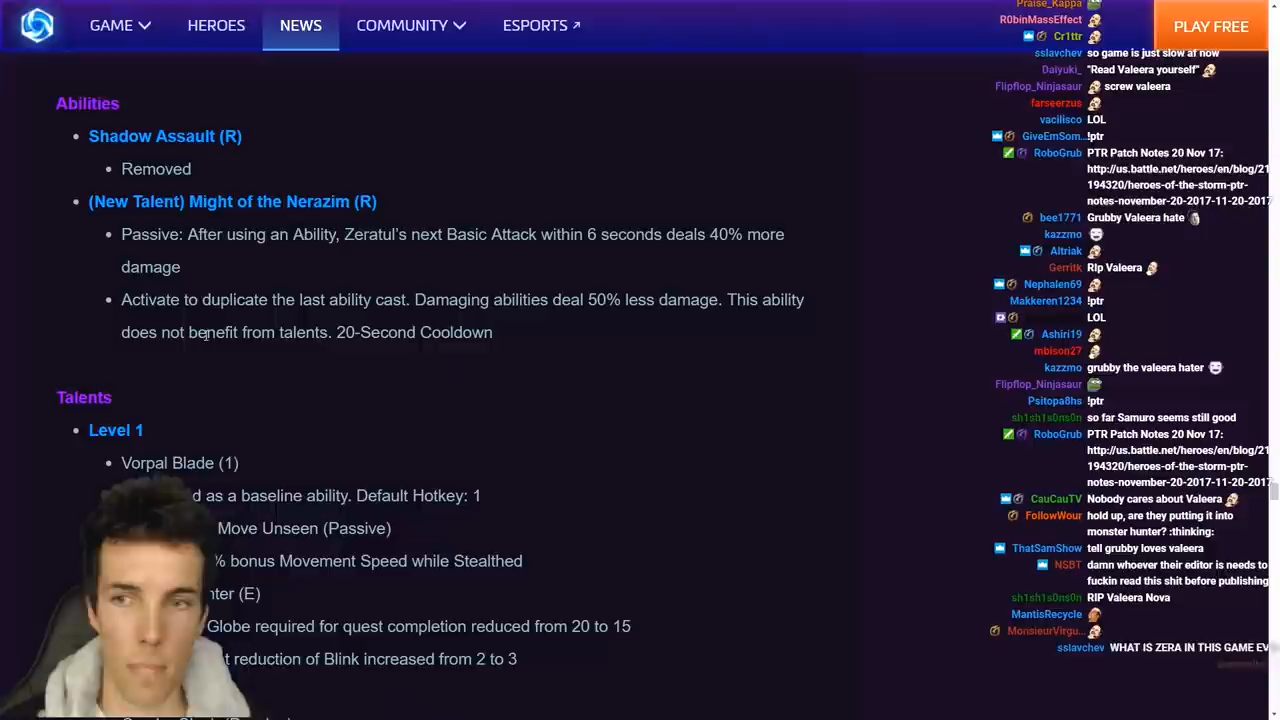 GAME
HEROES
NEWS
COMMUNITY
ESPORTS
PLAY FREE
Abilities
Shadow Assault (R)
Removed
(New Talent) Might of the Nerazim (R)
Passive: After using an Ability, Zeratul's next Basic Attack within 6 seconds deals 40% more
damage
Activate to duplicate the last ability cast. Damaging abilities deal 50% less damage. This ability
does not benefit from talents. 20-Second Cooldown
Talents
Level 1
Vorpal Blade (1)
d as a baseline ability. Default Hotkey: 1
Move Unseen (Passive)
% bonus Movement Speed while Stealthed
nter (E)
Globe required for quest completion reduced from 20 to 15
t reduction of Blink increased from 2 to 3
Praise_Kappa
R0binMassEffect
Cr1ttr
sslavchev so game is just slow af now
Daiyuki_ "Read Valeera yourself"
Flipflop_Ninjasaur screw valeera
farseerzus
vacilisco LOL
GiveEmSom... !ptr
RoboGrub PTR Patch Notes 20 Nov 17:
http://us.battle.net/heroes/en/blog/21
194320/heroes-of-the-storm-ptr-
notes-november-20-2017-11-20-2017
bee1771 Grubby Valeera hate
kazzmo
Altriak
Gerritk RIp Valeera
Nephalen69
Makkeren1234 !ptr
LOL
Ashiri19
mbison27
kazzmo grubby the valeera hater
Flipflop_Ninjasaur
Psitopa8hs !ptr
sh1sh1s0ns0n so far Samuro seems still good
RoboGrub PTR Patch Notes 20 Nov 17:
http://us.battle.net/heroes/en/blog/21
194320/heroes-of-the-storm-ptr-
notes-november-20-2017-11-20-2017
CauCauTV Nobody cares about Valeera
FollowWour hold up, are they putting it into
monster hunter? :thinking:
ThatSamShow tell grubby loves valeera
NSBT damn whoever their editor is needs to
fuckin read this shit before publishing
sh1sh1s0ns0n RIP Valeera Nova
MantisRecycle
MonsieurVirgu...
sslavchev WHAT IS ZERA IN THIS GAME EV